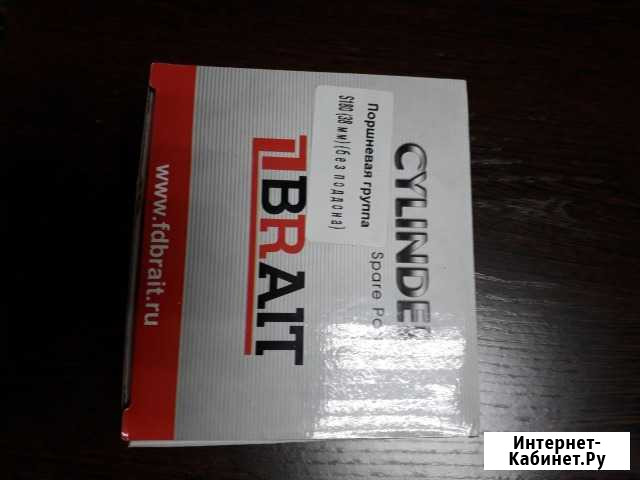 CYLINDE
Spare Pa
Поршневая группа
S180 (38 мм) (без поддона)
BRAIT
www.fdbrait.ru
Интернет-
Кабинет.Ру